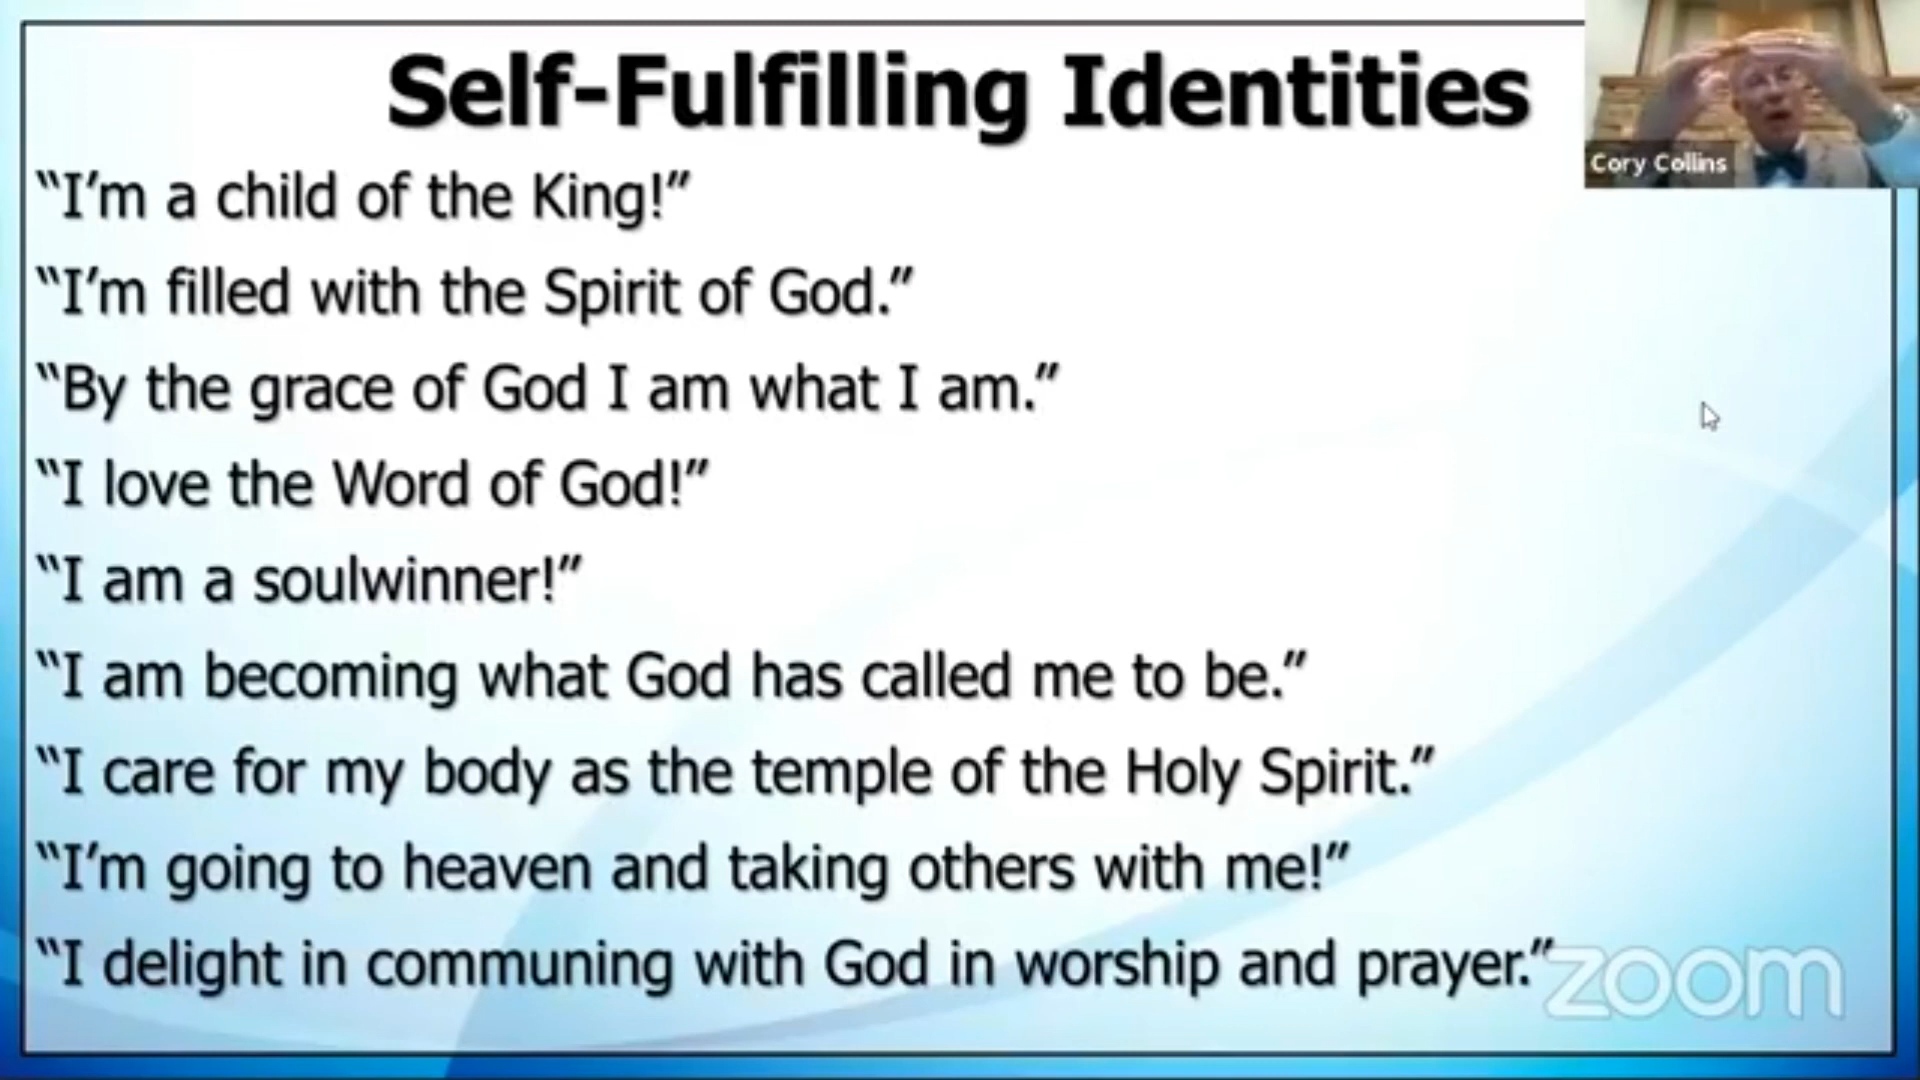 Self-Fulfilling Identities
Cory Collins
“I’m a child of the King!”
“I’m filled with the Spirit of God.”
“By the grace of God I am what I am.”
“I love the Word of God!”
“I am a soulwinner!”
“I am becoming what God has called me to be.”
“I care for my body as the temple of the Holy Spirit.”
“I’m going to heaven and taking others with me!”
“I delight in communing with God in worship and prayer.”
zoom